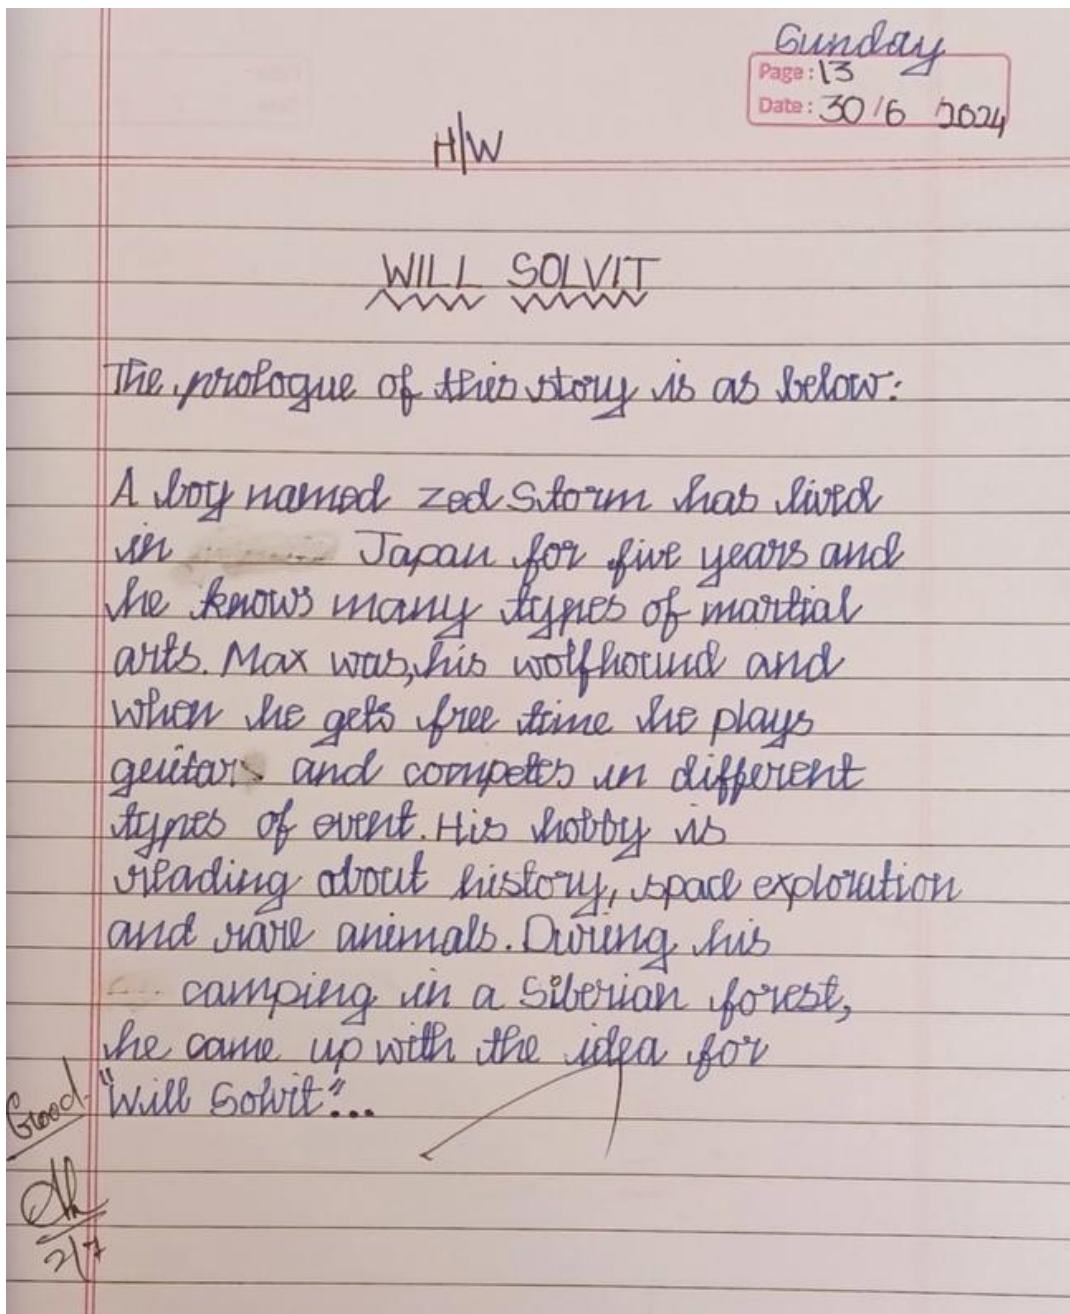 Sunday
Page: 13
Date: 30/6/2024
H/W
WILL SOLVIT
The prologue of this story is as below:
A boy named Zed Storm has lived
in Japan for five years and
he knows many types of martial
arts. Max was, his wolfhound and
when he gets free time he plays
guitar and competes in different
types of event. His hobby is
reading about history, space exploration
and rare animals. During his
camping in a Siberian forest,
he came up with the idea for
"Will Solvit"...
Good
2/7